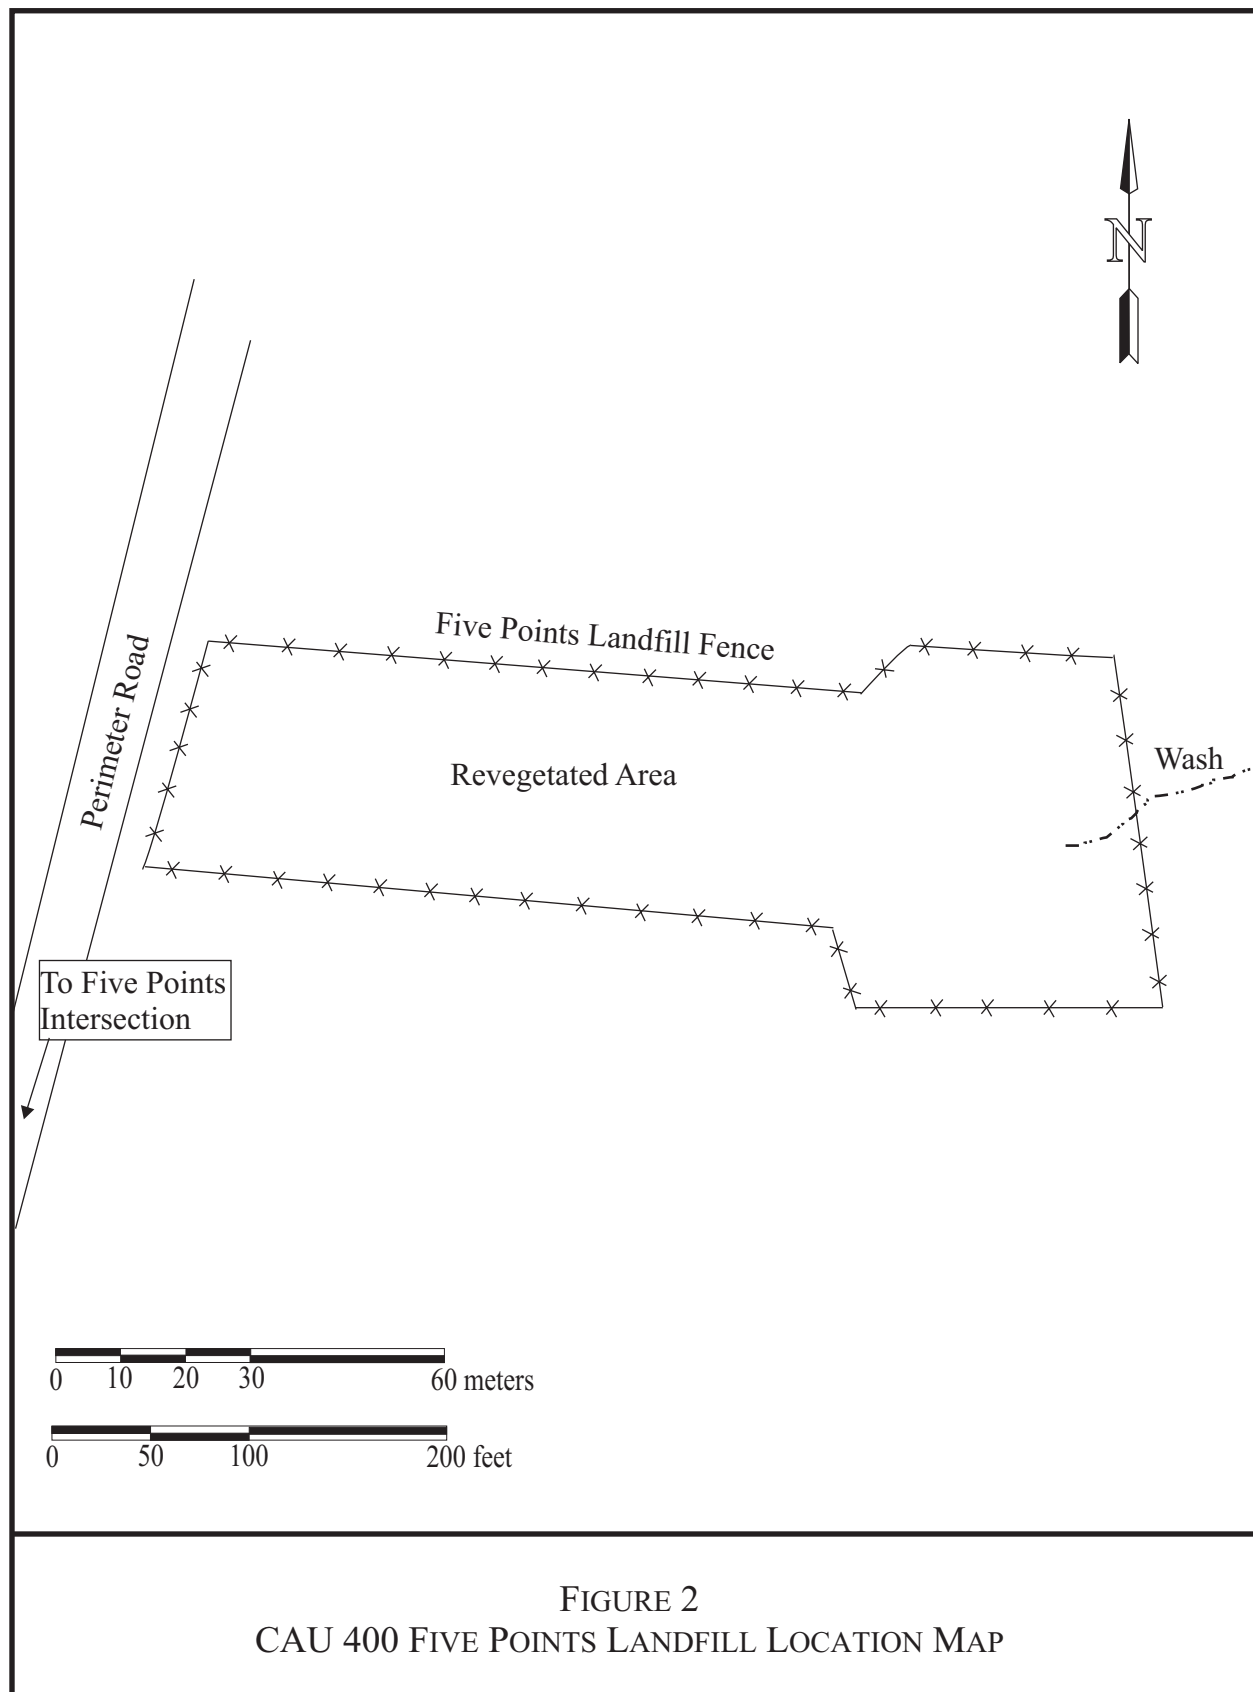 N
Five Points Landfill Fence
Perimeter Road
Revegetated Area
Wash
To Five Points
Intersection
0 10 20 30 60 meters
0 50 100 200 feet
FIGURE 2
CAU 400 FIVE POINTS LANDFILL LOCATION MAP